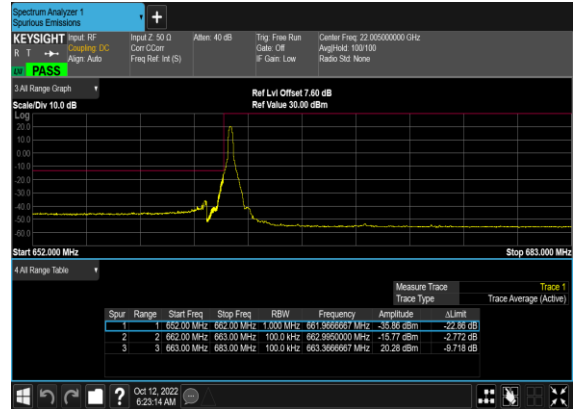 Spectrum Analyzer 1
Spurious Emissions
KEYSIGHT Input: RF Input Z: 50 Ω Atten: 40 dB Trig: Free Run Center Freq: 22.005000000 GHz
R T Coupling: DC Corr CCorr Gate: Off Avg|Hold: 100/100
Align: Auto Freq Ref: Int (S) IF Gain: Low Radio Std: None
PASS
3 All Range Graph
Ref Lvl Offset 7.60 dB
Scale/Div 10.0 dB Ref Value 30.00 dBm
Log
20.0
10.0
0.00
-10.0
-20.0
-30.0
-40.0
-50.0
-60.0
Start 652.000 MHz Stop 683.000 MHz
4 All Range Table
Measure Trace Trace 1
Trace Type Trace Average (Active)
Spur Range Start Freq Stop Freq RBW Frequency Amplitude ΔLimit
1 1 652.00 MHz 662.00 MHz 1.000 MHz 661.9666667 MHz -35.86 dBm -22.86 dB
2 2 662.00 MHz 663.00 MHz 100.0 kHz 662.9950000 MHz -15.77 dBm -2.772 dB
3 3 663.00 MHz 683.00 MHz 100.0 kHz 663.3666667 MHz 20.28 dBm -9.718 dB
? Oct 12, 2022
6:23:14 AM